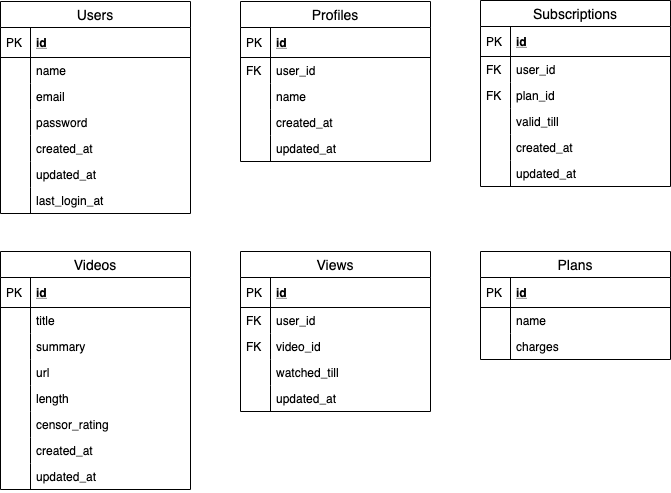 Users
PK id
name
email
password
created_at
updated_at
last_login_at
Profiles
PK id
FK user_id
name
created_at
updated_at
Subscriptions
PK id
FK user_id
FK plan_id
valid_till
created_at
updated_at
Videos
PK id
title
summary
url
length
censor_rating
created_at
updated_at
Views
PK id
FK user_id
FK video_id
watched_till
updated_at
Plans
PK id
name
charges